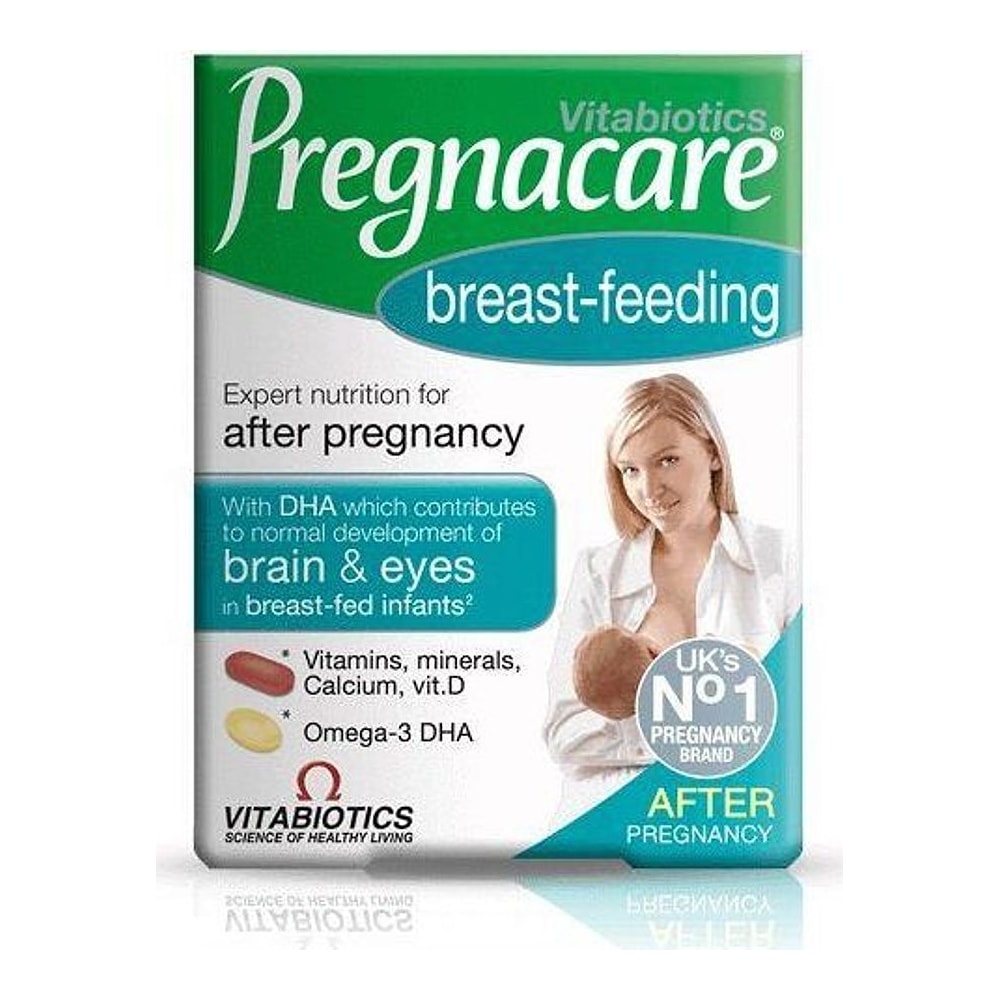 Vitabiotics
Pregnacare®
breast-feeding
Expert nutrition for
after pregnancy
With DHA which contributes
to normal development of
brain & eyes
in breast-fed infants²
* Vitamins, minerals,
Calcium, vit.D
* Omega-3 DHA
VITABIOTICS
SCIENCE OF HEALTHY LIVING
UK's
Nº1
PREGNANCY
BRAND
AFTER
PREGNANCY